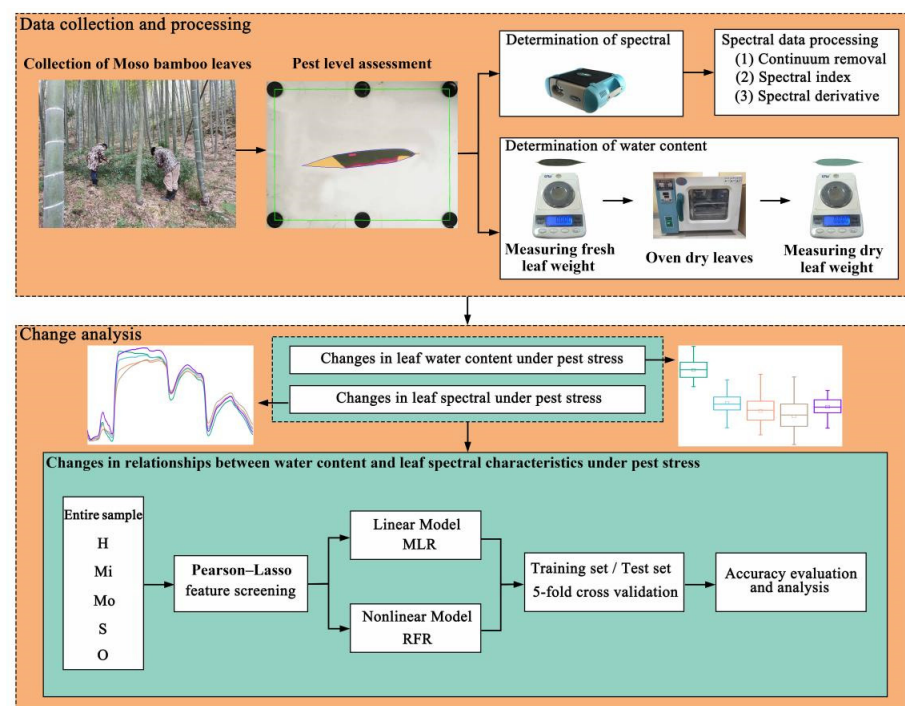 Data collection and processing
Collection of Moso bamboo leaves
Pest level assessment
Determination of spectral
Spectral data processing
(1) Continuum removal
(2) Spectral index
(3) Spectral derivative
Determination of water content
Measuring fresh
leaf weight
Oven dry leaves
Measuring dry
leaf weight
Change analysis
Changes in leaf water content under pest stress
Changes in leaf spectral under pest stress
Changes in relationships between water content and leaf spectral characteristics under pest stress
Entire sample
H
Mi
Mo
S
O
Pearson–Lasso
feature screening
Linear Model
MLR
Nonlinear Model
RFR
Training set / Test set
5-fold cross validation
Accuracy evaluation
and analysis